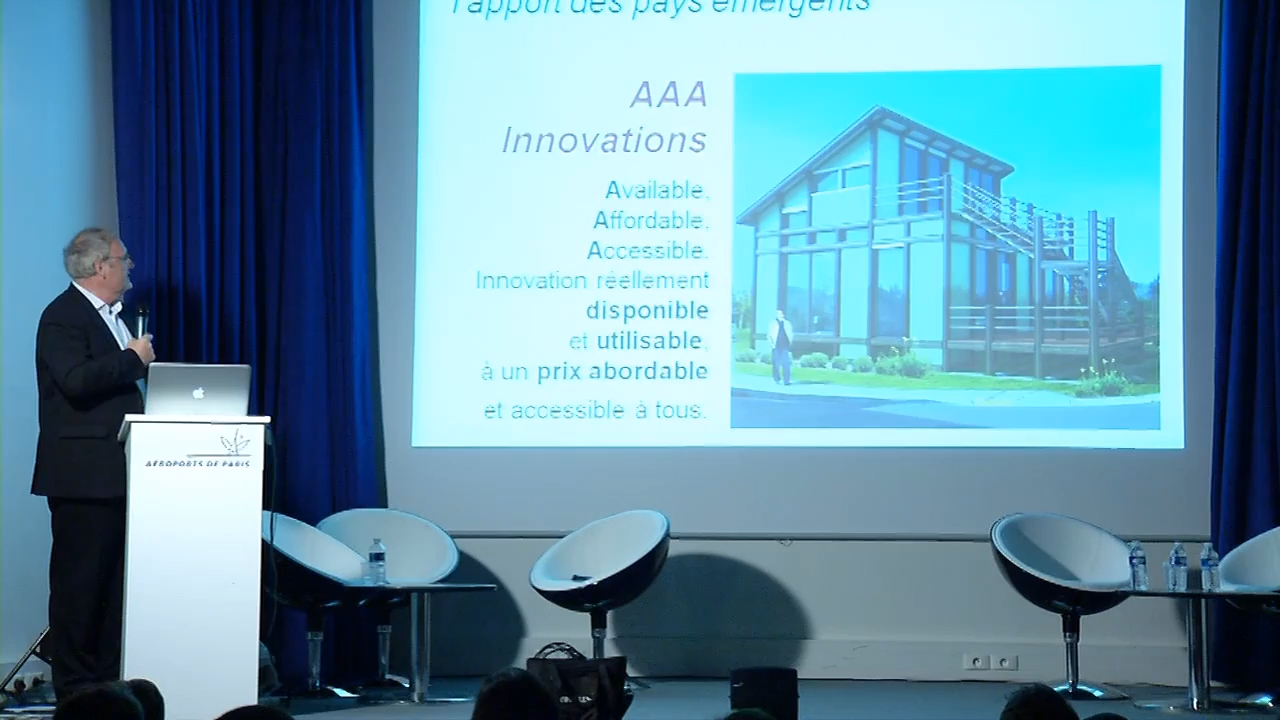 l'apport des pays émergents
AAA
Innovations
Available,
Affordable,
Accessible.
Innovation réellement
disponible
et utilisable,
à un prix abordable
et accessible à tous.
AÉROPORTS DE PARIS